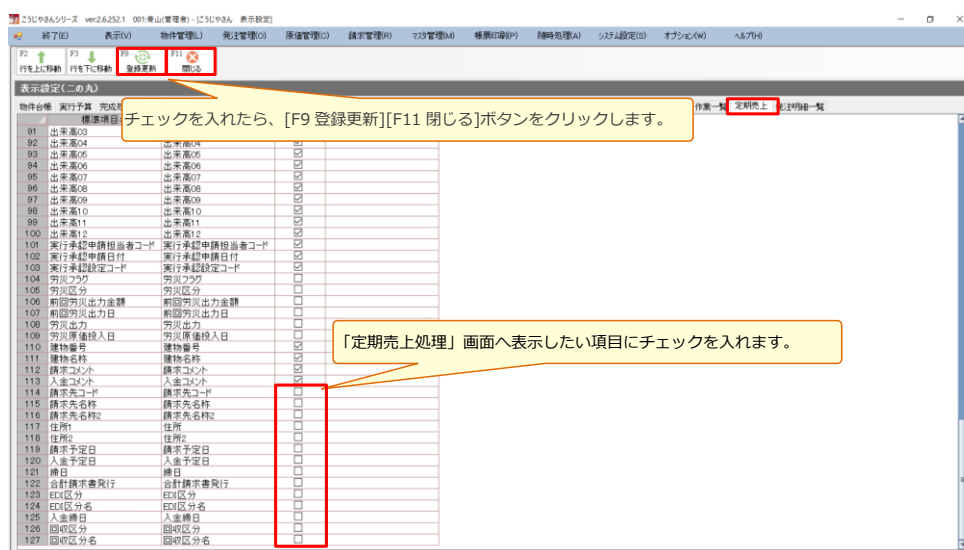 こうじやさんシリーズ ver.2.6.252.1 001:青山(管理者) - [こうじやさん 表示設定]
終了(E) 表示(V) 物件管理(L) 発注管理(O) 原価管理(C) 請求管理(R) マスタ管理(M) 帳票印刷(P) 随時処理(A) システム設定(S) オプション(W) ヘルプ(H)
F2 F3 F9 F11
行を上に移動 行を下に移動 登録更新 閉じる
表示設定(二の丸)
物件台帳 実行予算 作業一覧 定期売上 発注明細一覧
チェックを入れたら、[F9 登録更新][F11 閉じる]ボタンをクリックします。
標準項目
91 出来高03
92 出来高04 出来高04
93 出来高05 出来高05
94 出来高06 出来高06
95 出来高07 出来高07
96 出来高08 出来高08
97 出来高09 出来高09
98 出来高10 出来高10
99 出来高11 出来高11
100 出来高12 出来高12
101 実行承認申請担当者コード 実行承認申請担当者コード
102 実行承認申請日付 実行承認申請日付
103 実行承認設定コード 実行承認設定コード
104 労災フラグ 労災フラグ
105 労災区分 労災区分
106 前回労災出力金額 前回労災出力金額
107 前回労災出力日 前回労災出力日
108 労災出力 労災出力
109 労災原価投入日 労災原価投入日
「定期売上処理」画面へ表示したい項目にチェックを入れます。
110 建物番号 建物番号
111 建物名称 建物名称
112 請求コメント 請求コメント
113 入金コメント 入金コメント
114 請求先コード 請求先コード
115 請求先名称 請求先名称
116 請求先名称2 請求先名称2
117 住所1 住所
118 住所2 住所2
119 請求予定日 請求予定日
120 入金予定日 入金予定日
121 締日 締日
122 合計請求書発行 合計請求書発行
123 EDI区分 EDI区分
124 EDI区分名 EDI区分名
125 入金締日 入金締日
126 回収区分 回収区分
127 回収区分名 回収区分名